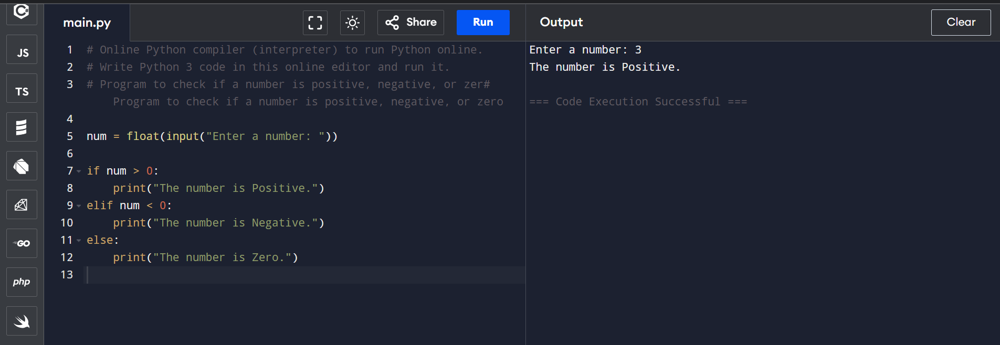 C#
JS
TS
GO
php
main.py
Share
Run
Output
Clear
1 # Online Python compiler (interpreter) to run Python online.
2 # Write Python 3 code in this online editor and run it.
3 # Program to check if a number is positive, negative, or zer#
Program to check if a number is positive, negative, or zero
4
5 num = float(input("Enter a number: "))
6
7 if num > 0:
8     print("The number is Positive.")
9 elif num < 0:
10     print("The number is Negative.")
11 else:
12     print("The number is Zero.")
13
Enter a number: 3
The number is Positive.
=== Code Execution Successful ===